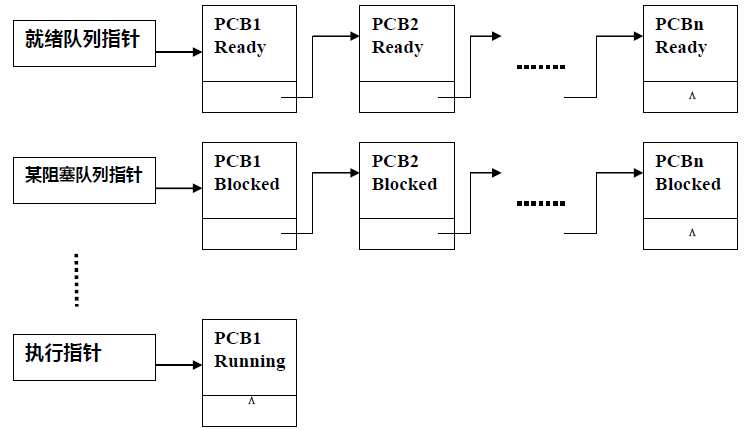 就绪队列指针
PCB1
Ready
PCB2
Ready
PCBn
Ready
∧
某阻塞队列指针
PCB1
Blocked
PCB2
Blocked
PCBn
Blocked
∧
执行指针
PCB1
Running
∧